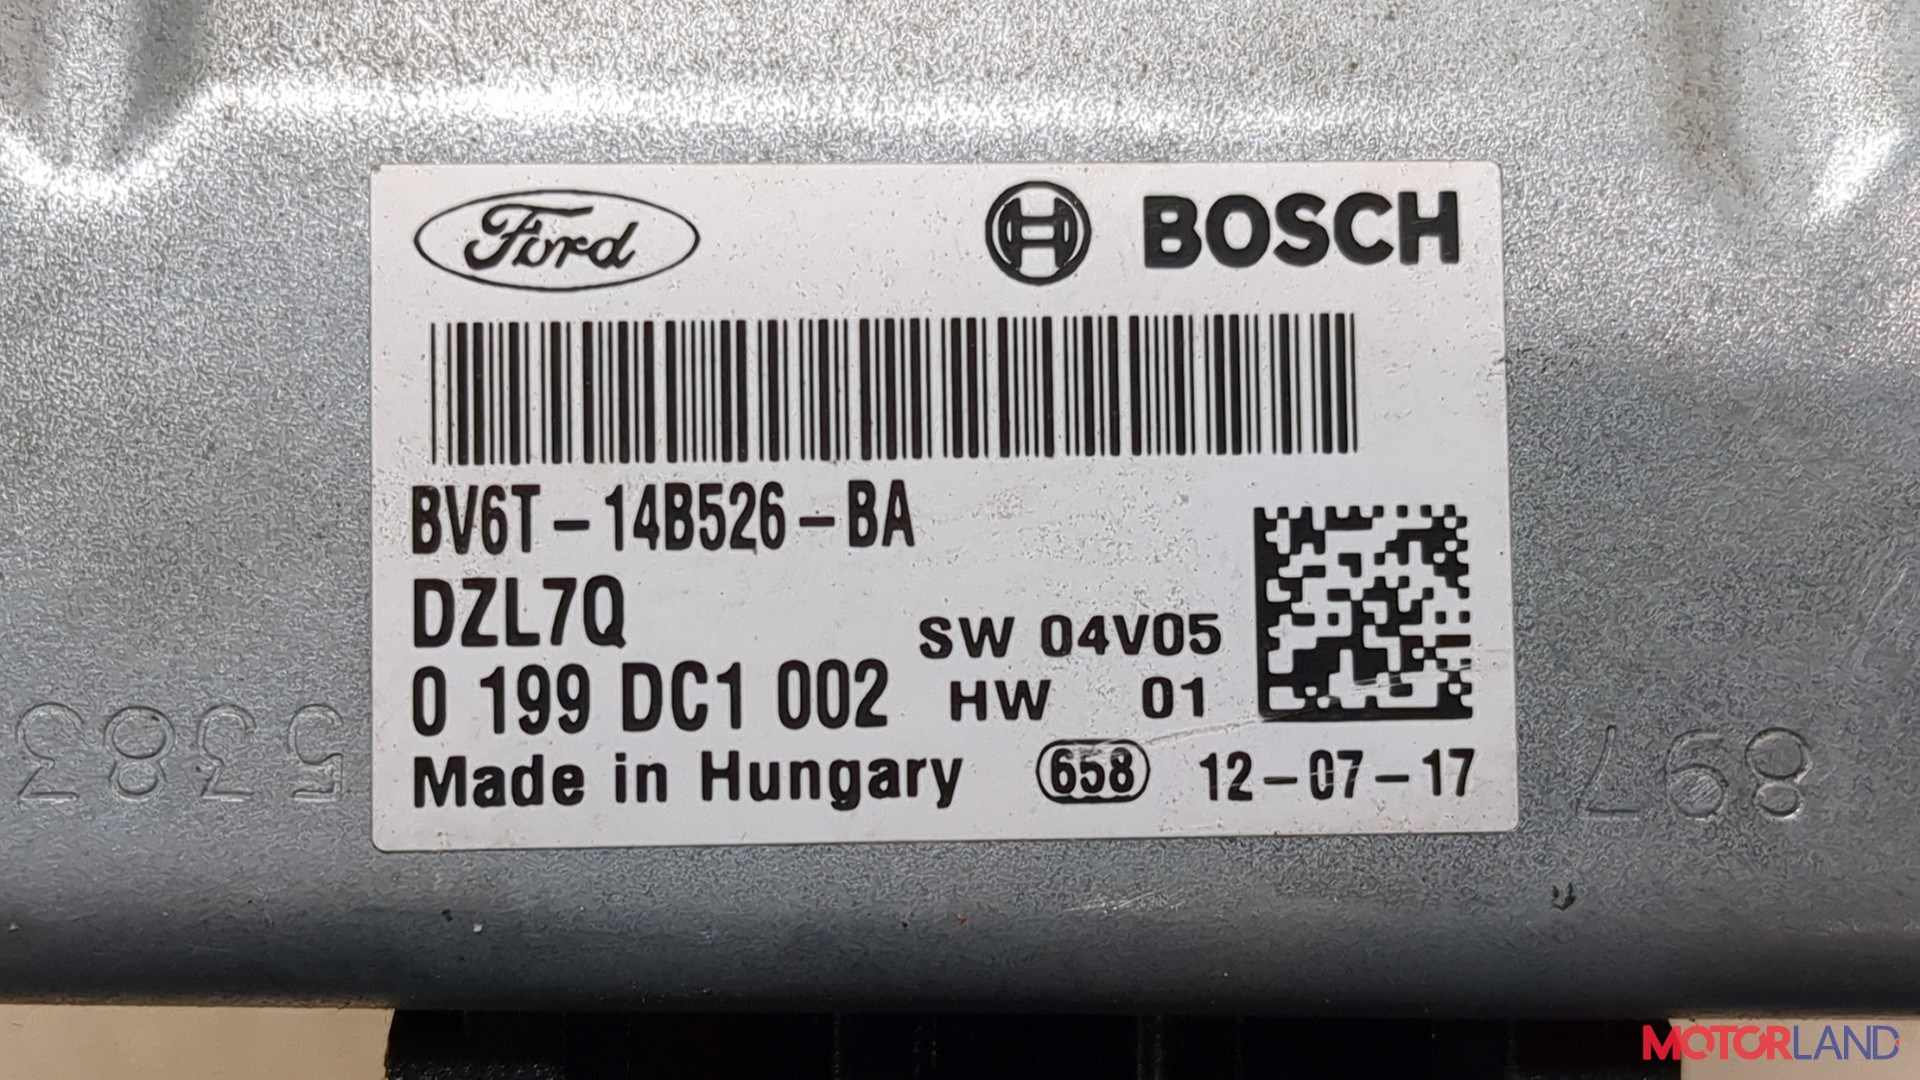 Ford BOSCH
BV6T-14B526-BA
DZL7Q
SW 04V05
0 199 DC1 002
HW 01
Made in Hungary 658 12-07-17
5383
897
MOTORLAND